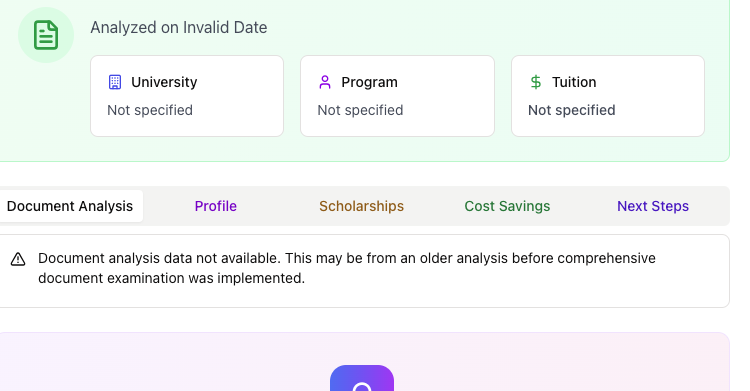 Analyzed on Invalid Date
University
Not specified
Program
Not specified
Tuition
Not specified
Document Analysis
Profile
Scholarships
Cost Savings
Next Steps
Document analysis data not available. This may be from an older analysis before comprehensive
document examination was implemented.